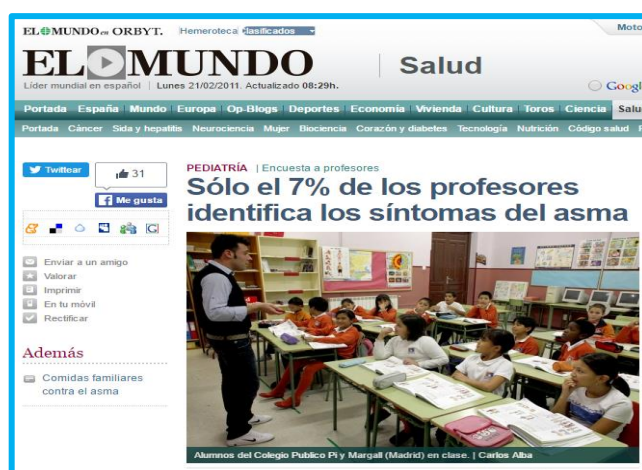 EL MUNDO en ORBYT. Hemeroteca Clasificados Moto
EL MUNDO Salud
Líder mundial en español | Lunes 21/02/2011. Actualizado 08:29h.
Googl
Portada España Mundo Europa Op-Blogs Deportes Economía Vivienda Cultura Toros Ciencia Salu
Portada Cáncer Sida y hepatitis Neurociencia Mujer Biociencia Corazón y diabetes Tecnología Nutrición Código salud
Twittear
31
Me gusta
Enviar a un amigo
Valorar
Imprimir
En tu móvil
Rectificar
Además
Comidas familiares
contra el asma
PEDIATRÍA | Encuesta a profesores
Sólo el 7% de los profesores
identifica los síntomas del asma
Alumnos del Colegio Publico Pi y Margall (Madrid) en clase. | Carlos Alba